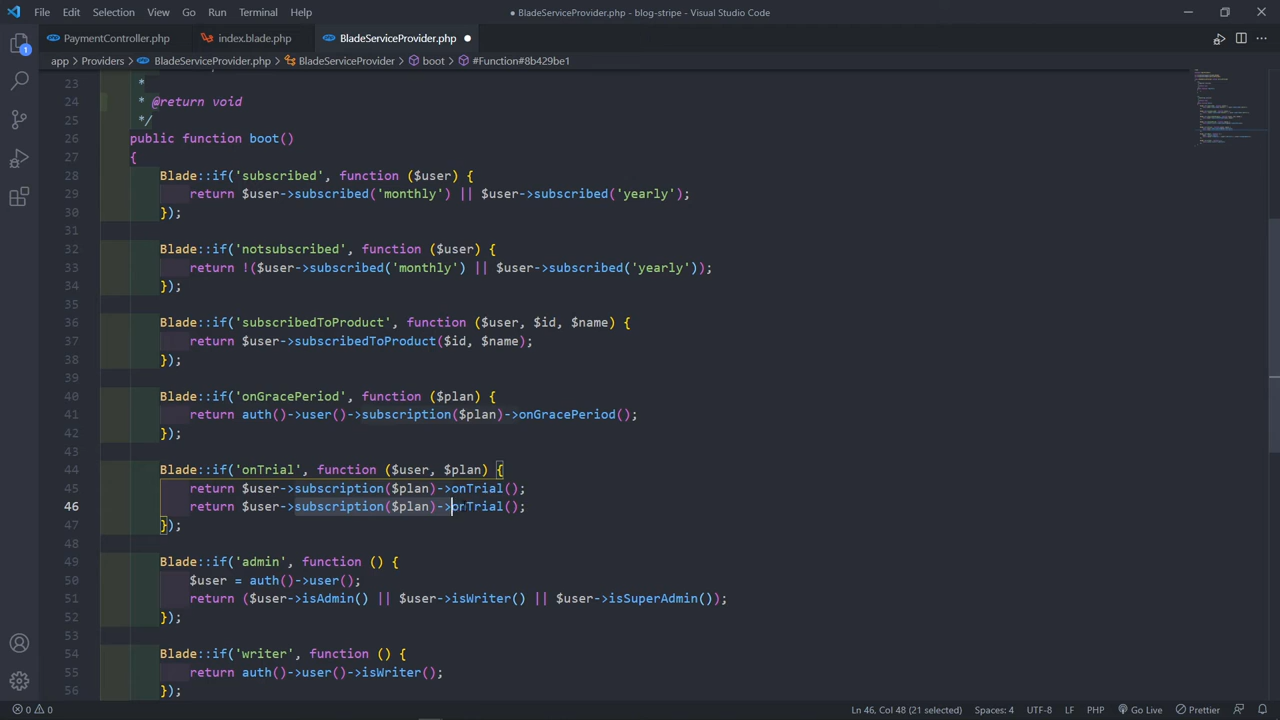 File Edit Selection View Go Run Terminal Help
● BladeServiceProvider.php - blog-stripe - Visual Studio Code
PaymentController.php index.blade.php BladeServiceProvider.php ●
app > Providers > BladeServiceProvider.php > BladeServiceProvider > boot > #Function#8b429be1
1
23 *
24 * @return void
25 */
26 public function boot()
27 {
28 Blade::if('subscribed', function ($user) {
29 return $user->subscribed('monthly') || $user->subscribed('yearly');
30 });
31
32 Blade::if('notsubscribed', function ($user) {
33 return !($user->subscribed('monthly') || $user->subscribed('yearly'));
34 });
35
36 Blade::if('subscribedToProduct', function ($user, $id, $name) {
37 return $user->subscribedToProduct($id, $name);
38 });
39
40 Blade::if('onGracePeriod', function ($plan) {
41 return auth()->user()->subscription($plan)->onGracePeriod();
42 });
43
44 Blade::if('onTrial', function ($user, $plan) {
45 return $user->subscription($plan)->onTrial();
46 return $user->subscription($plan)->onTrial();
47 });
48
49 Blade::if('admin', function () {
50 $user = auth()->user();
51 return ($user->isAdmin() || $user->isWriter() || $user->isSuperAdmin());
52 });
53
54 Blade::if('writer', function () {
55 return auth()->user()->isWriter();
56 });
0 0 Ln 46, Col 48 (21 selected) Spaces: 4 UTF-8 LF PHP Go Live Prettier